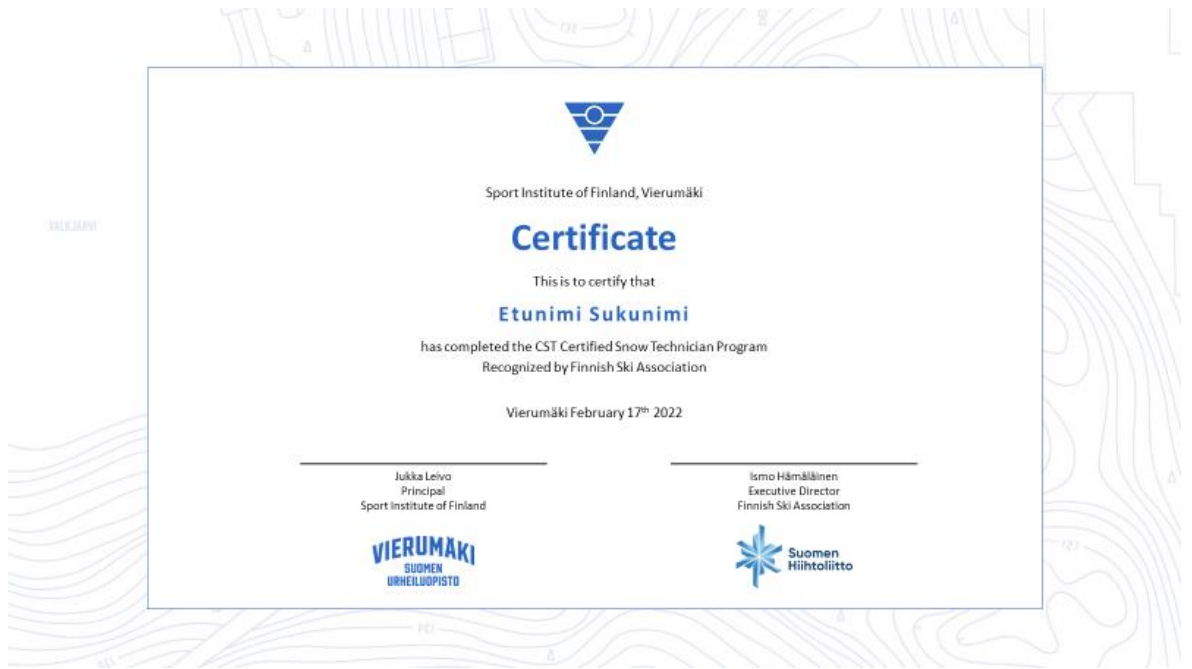 Sport Institute of Finland, Vierumäki
Certificate
This is to certify that
Etunimi Sukunimi
has completed the CST Certified Snow Technician Program
Recognized by Finnish Ski Association
Vierumäki February 17th 2022
Jukka Leivo
Principal
Sport Institute of Finland
VIERUMÄKI
SUOMEN
URHEILUOPISTO
Ismo Hämäläinen
Executive Director
Finnish Ski Association
Suomen
Hiihtoliitto